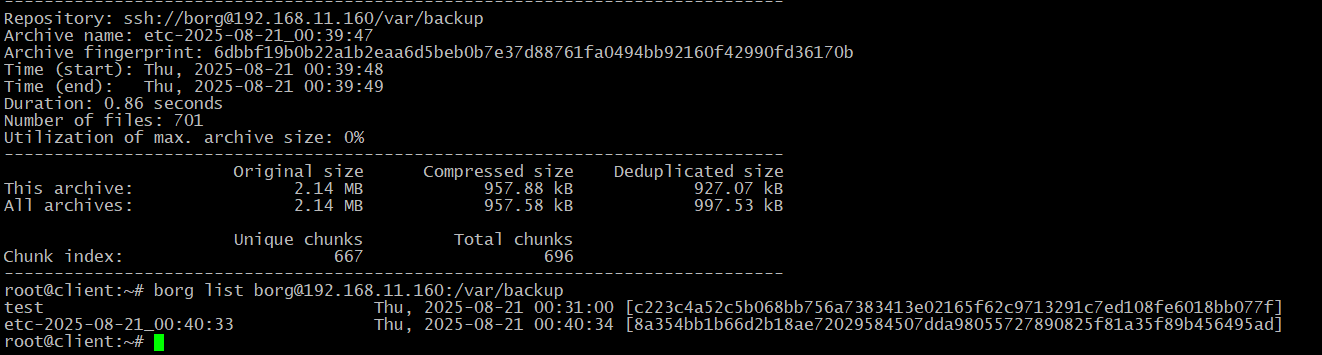 --------------------------------------------------------------------------------
Repository: ssh://borg@192.168.11.160/var/backup
Archive name: etc-2025-08-21_00:39:47
Archive fingerprint: 6dbbf19b0b22a1b2eaa6d5beb0b7e37d88761fa0494bb92160f42990fd36170b
Time (start): Thu, 2025-08-21 00:39:48
Time (end):   Thu, 2025-08-21 00:39:49
Duration: 0.86 seconds
Number of files: 701
Utilization of max. archive size: 0%
--------------------------------------------------------------------------------
                       Original size      Compressed size    Deduplicated size
This archive:                2.14 MB            957.88 kB            927.07 kB
All archives:                2.14 MB            957.58 kB            997.53 kB
                       Unique chunks         Total chunks
Chunk index:                     667                  696
--------------------------------------------------------------------------------
root@client:~# borg list borg@192.168.11.160:/var/backup
test                                 Thu, 2025-08-21 00:31:00 [c223c4a52c5b068bb756a7383413e02165f62c9713291c7ed108fe6018bb077f]
etc-2025-08-21_00:40:33              Thu, 2025-08-21 00:40:34 [8a354bb1b66d2b18ae72029584507dda98055727890825f81a35f89b456495ad]
root@client:~#